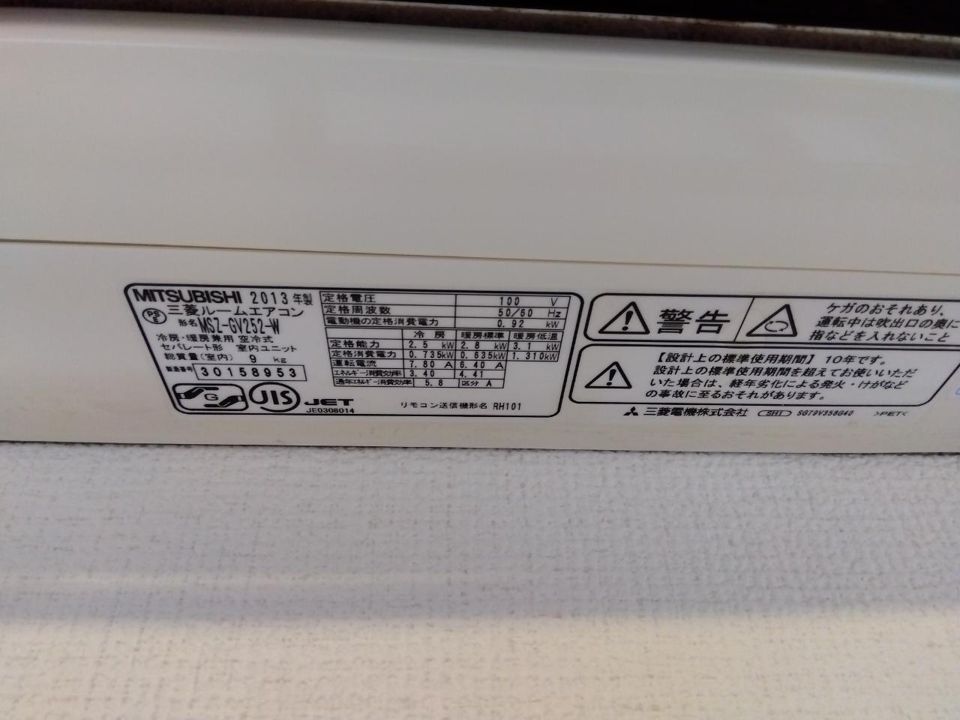 MITSUBISHI 2013年製
三菱ルームエアコン
形名 MSZ-GV252-W
冷房・暖房兼用 空冷式
セパレート形 室内ユニット
総質量(室内) 9 kg
製造番号 30158953
G JIS JET
JE0308014
定格電圧 100 V
定格周波数 50/60 Hz
電動機の定格消費電力 0.92 kW
冷房 暖房標準 暖房低温
定格能力 2.5 kW 2.8 kW 3.1 kW
定格消費電力 0.735kW 0.635kW 1.310kW
運転電流 7.80 A 6.40 A
エネルギー消費効率 3.40 4.41
通年エネルギー消費効率 5.8 区分 A
リモコン送信機形名 RH101
警告
ケガのおそれあり、
運転中は吹出口の奥に
指などを入れないこと
【設計上の標準使用期間】 10年です。
設計上の標準使用期間を超えてお使いいただ
いた場合は、経年劣化による発火・けがなど
の事故に至るおそれがあります。
三菱電機株式会社 SHI SG79V358G40 >PET<